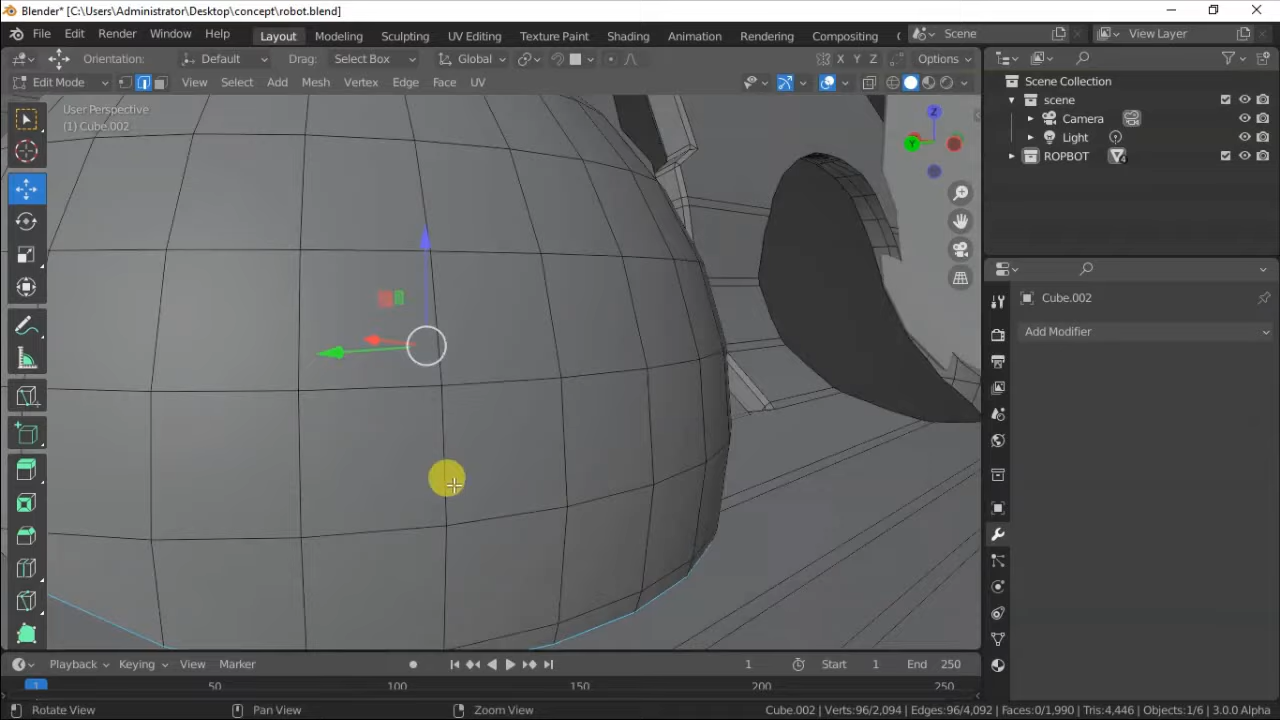 Blender* [C:\Users\Administrator\Desktop\concept\robot.blend]
File Edit Render Window Help Layout Modeling Sculpting UV Editing Texture Paint Shading Animation Rendering Compositing Scene View Layer
Orientation: Default Drag: Select Box Global X Y Z Options
Edit Mode View Select Add Mesh Vertex Edge Face UV
User Perspective
(1) Cube.002
Z
Y
Scene Collection
scene
Camera
Light
ROPBOT
4
Cube.002
Add Modifier
Playback Keying View Marker 1 Start 1 End 250
1 50 100 150 200 250
Rotate View Pan View Zoom View Cube.002 | Verts:96/2,094 | Edges:96/4,092 | Faces:0/1,990 | Tris:4,446 | Objects:1/6 | 3.0.0 Alpha